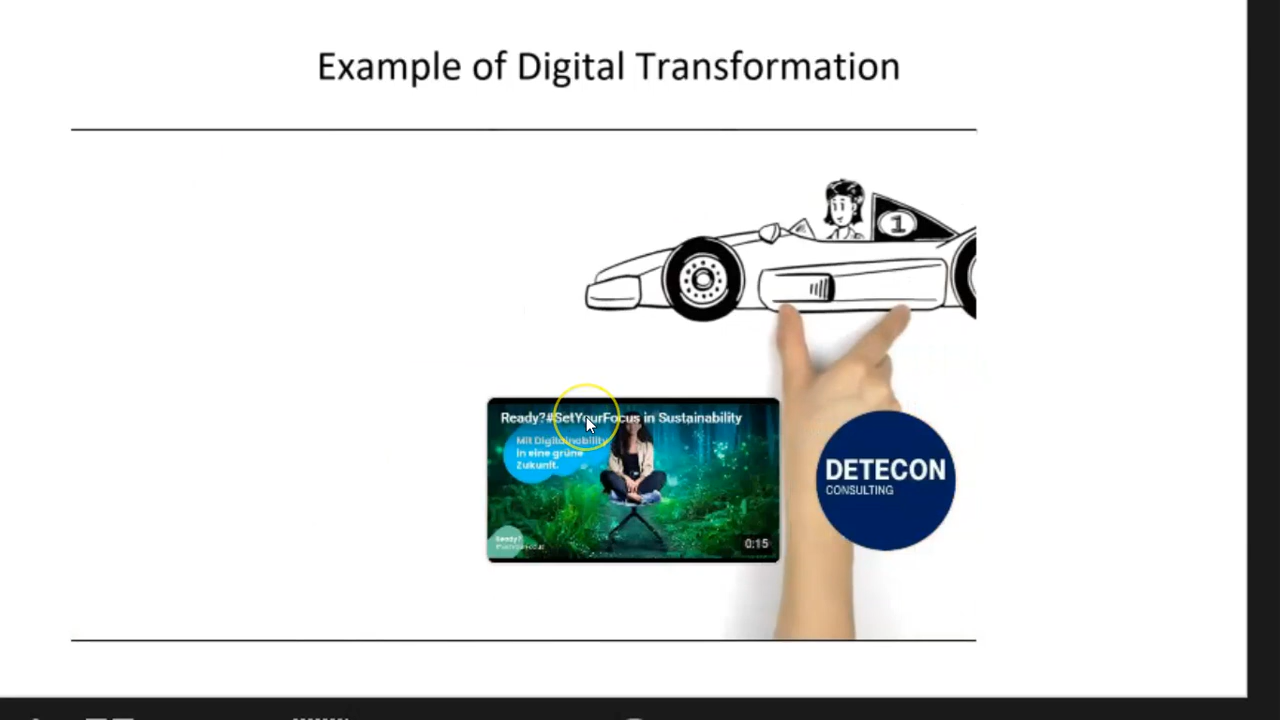 Example of Digital Transformation
1
Ready?#SetYourFocus in Sustainability
Mit Digitainability
in eine grüne
Zukunft.
Ready?
0:15
DETECON
CONSULTING